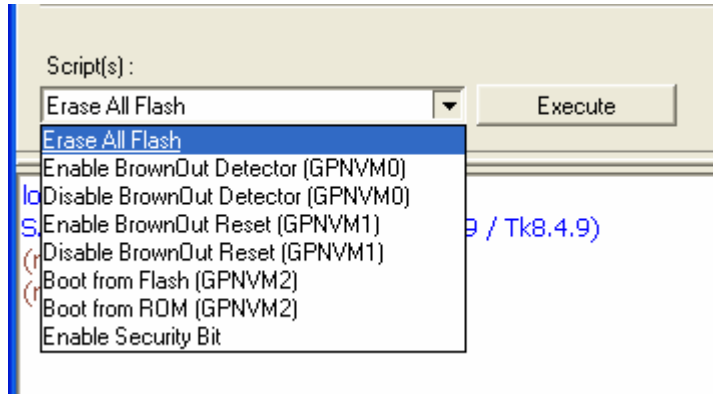 Script(s) :
Erase All Flash
Execute
Erase All Flash
Enable BrownOut Detector (GPNVM0)
Disable BrownOut Detector (GPNVM0)
Enable BrownOut Reset (GPNVM1)
9 / Tk8.4.9)
Disable BrownOut Reset (GPNVM1)
Boot from Flash (GPNVM2)
Boot from ROM (GPNVM2)
Enable Security Bit